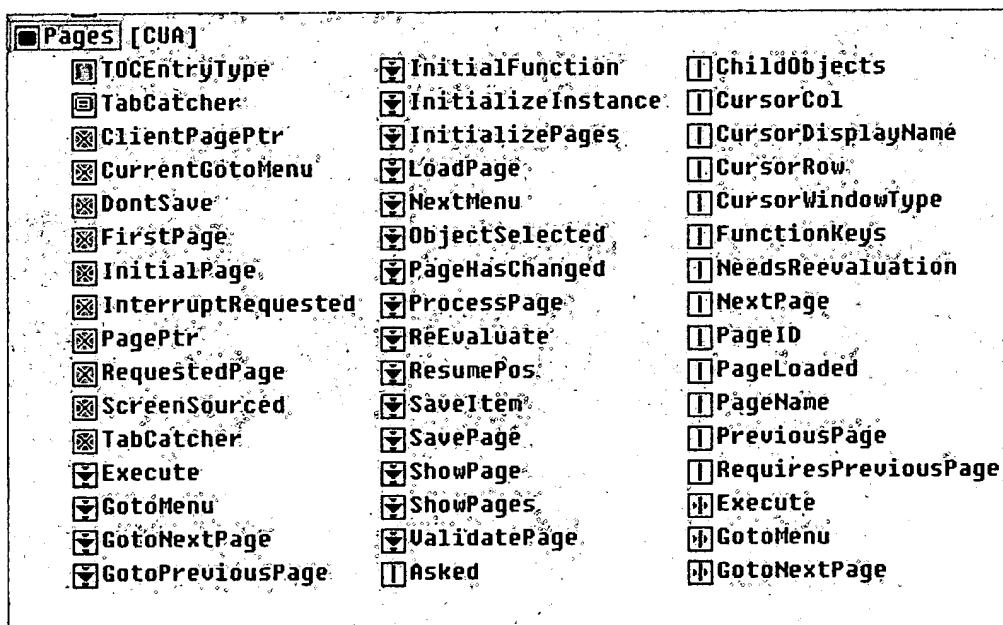 Pages [CUA]
TOCEntryType
TabCatcher
ClientPagePtr
CurrentGotoMenu
DontSave
FirstPage
InitialPage
InterruptRequested
PagePtr
RequestedPage
ScreenSourced
TabCatcher
Execute
GotoMenu
GotoNextPage
GotoPreviousPage
InitialFunction
InitializeInstance
InitializePages
LoadPage
NextMenu
ObjectSelected
PageHasChanged
ProcessPage
ReEvaluate
ResumePos
SaveItem
SavePage
ShowPage
ShowPages
ValidatePage
Asked
ChildObjects
CursorCol
CursorDisplayName
CursorRow
CursorWindowType
FunctionKeys
NeedsReevaluation
NextPage
PageID
PageLoaded
PageName
PreviousPage
RequiresPreviousPage
Execute
GotoMenu
GotoNextPage